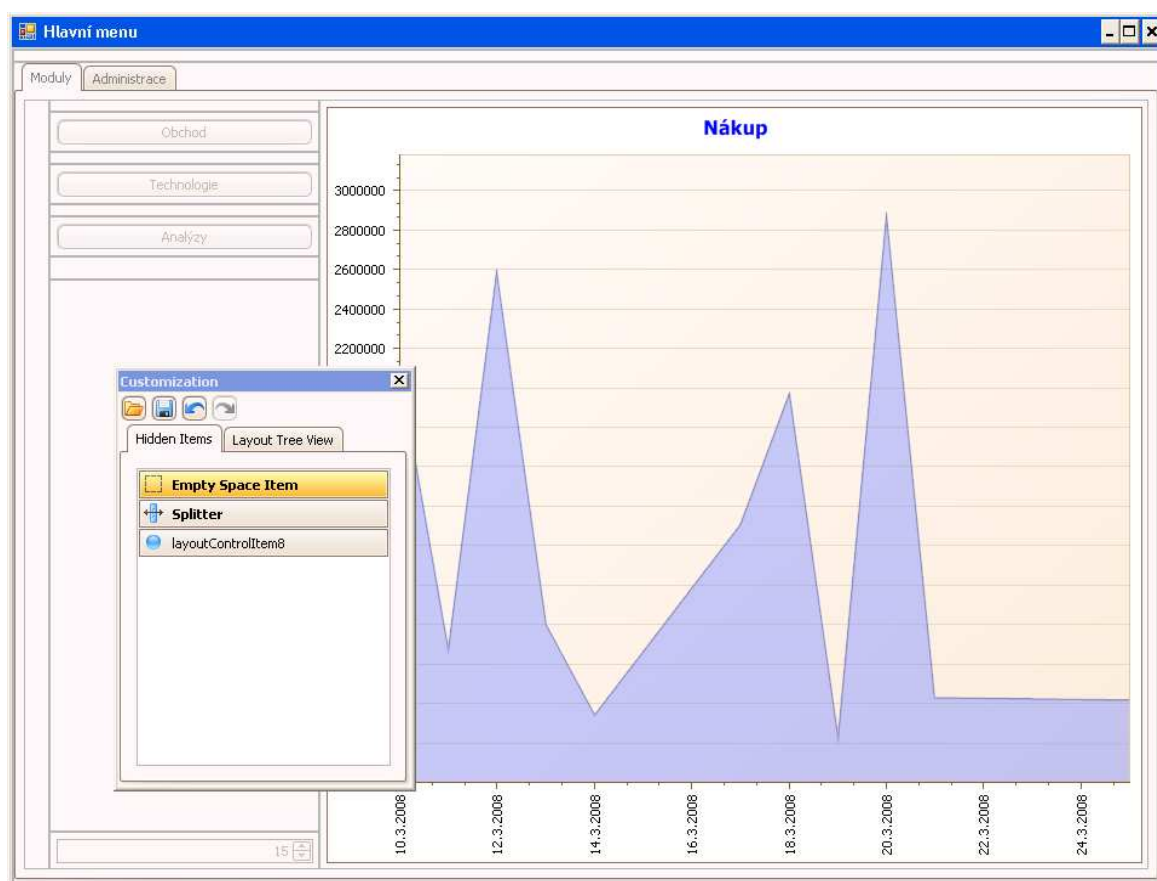 Hlavní menu
Moduly
Administrace
Obchod
Technologie
Analýzy
Nákup
3000000
2800000
2600000
2400000
2200000
Customization
Hidden Items
Layout Tree View
Empty Space Item
Splitter
layoutControlItem8
10.3.2008
12.3.2008
14.3.2008
16.3.2008
18.3.2008
20.3.2008
22.3.2008
24.3.2008
15